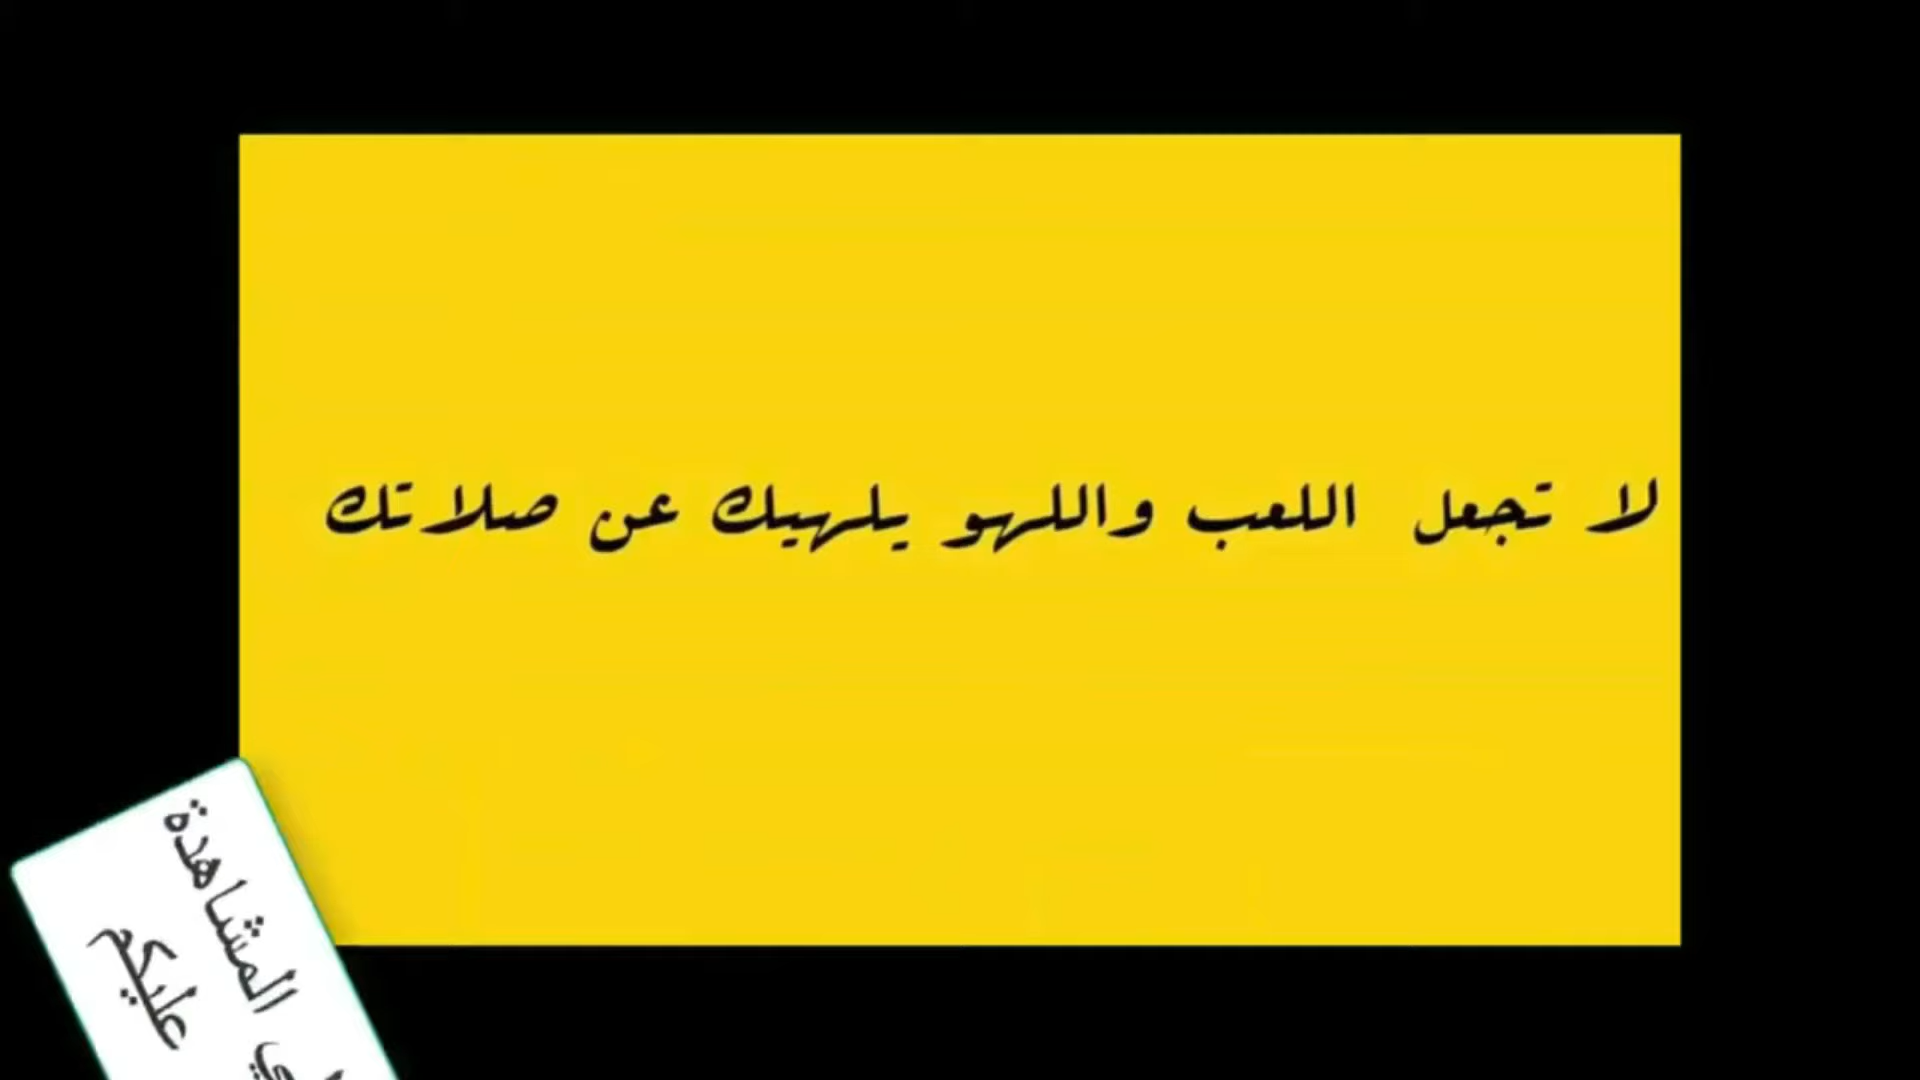 لا تجعل اللعب واللهو يلهيك عن صلاتك
المشاهدة
عليكم